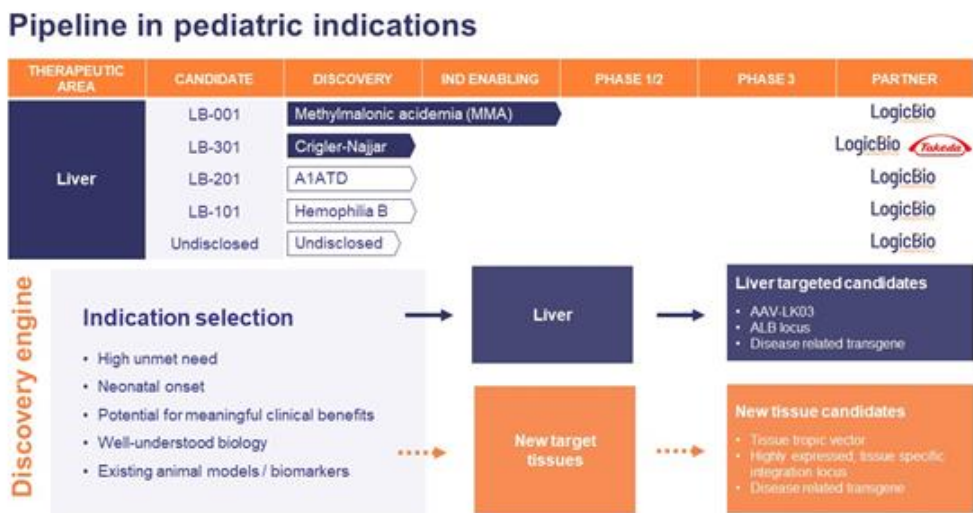 Pipeline in pediatric indications
THERAPEUTIC AREA CANDIDATE DISCOVERY IND ENABLING PHASE 1/2 PHASE 3 PARTNER
Liver
LB-001 Methylmalonic acidemia (MMA) LogicBio
LB-301 Crigler-Najjar LogicBio Takeda
LB-201 A1ATD LogicBio
LB-101 Hemophilia B LogicBio
Undisclosed Undisclosed LogicBio
Discovery engine
Indication selection
• High unmet need
• Neonatal onset
• Potential for meaningful clinical benefits
• Well-understood biology
• Existing animal models / biomarkers
Liver
Liver targeted candidates
• AAV-LK03
• ALB locus
• Disease related transgene
New target
tissues
New tissue candidates
• Tissue tropic vector
• Highly expressed, tissue specific
integration locus
• Disease related transgene